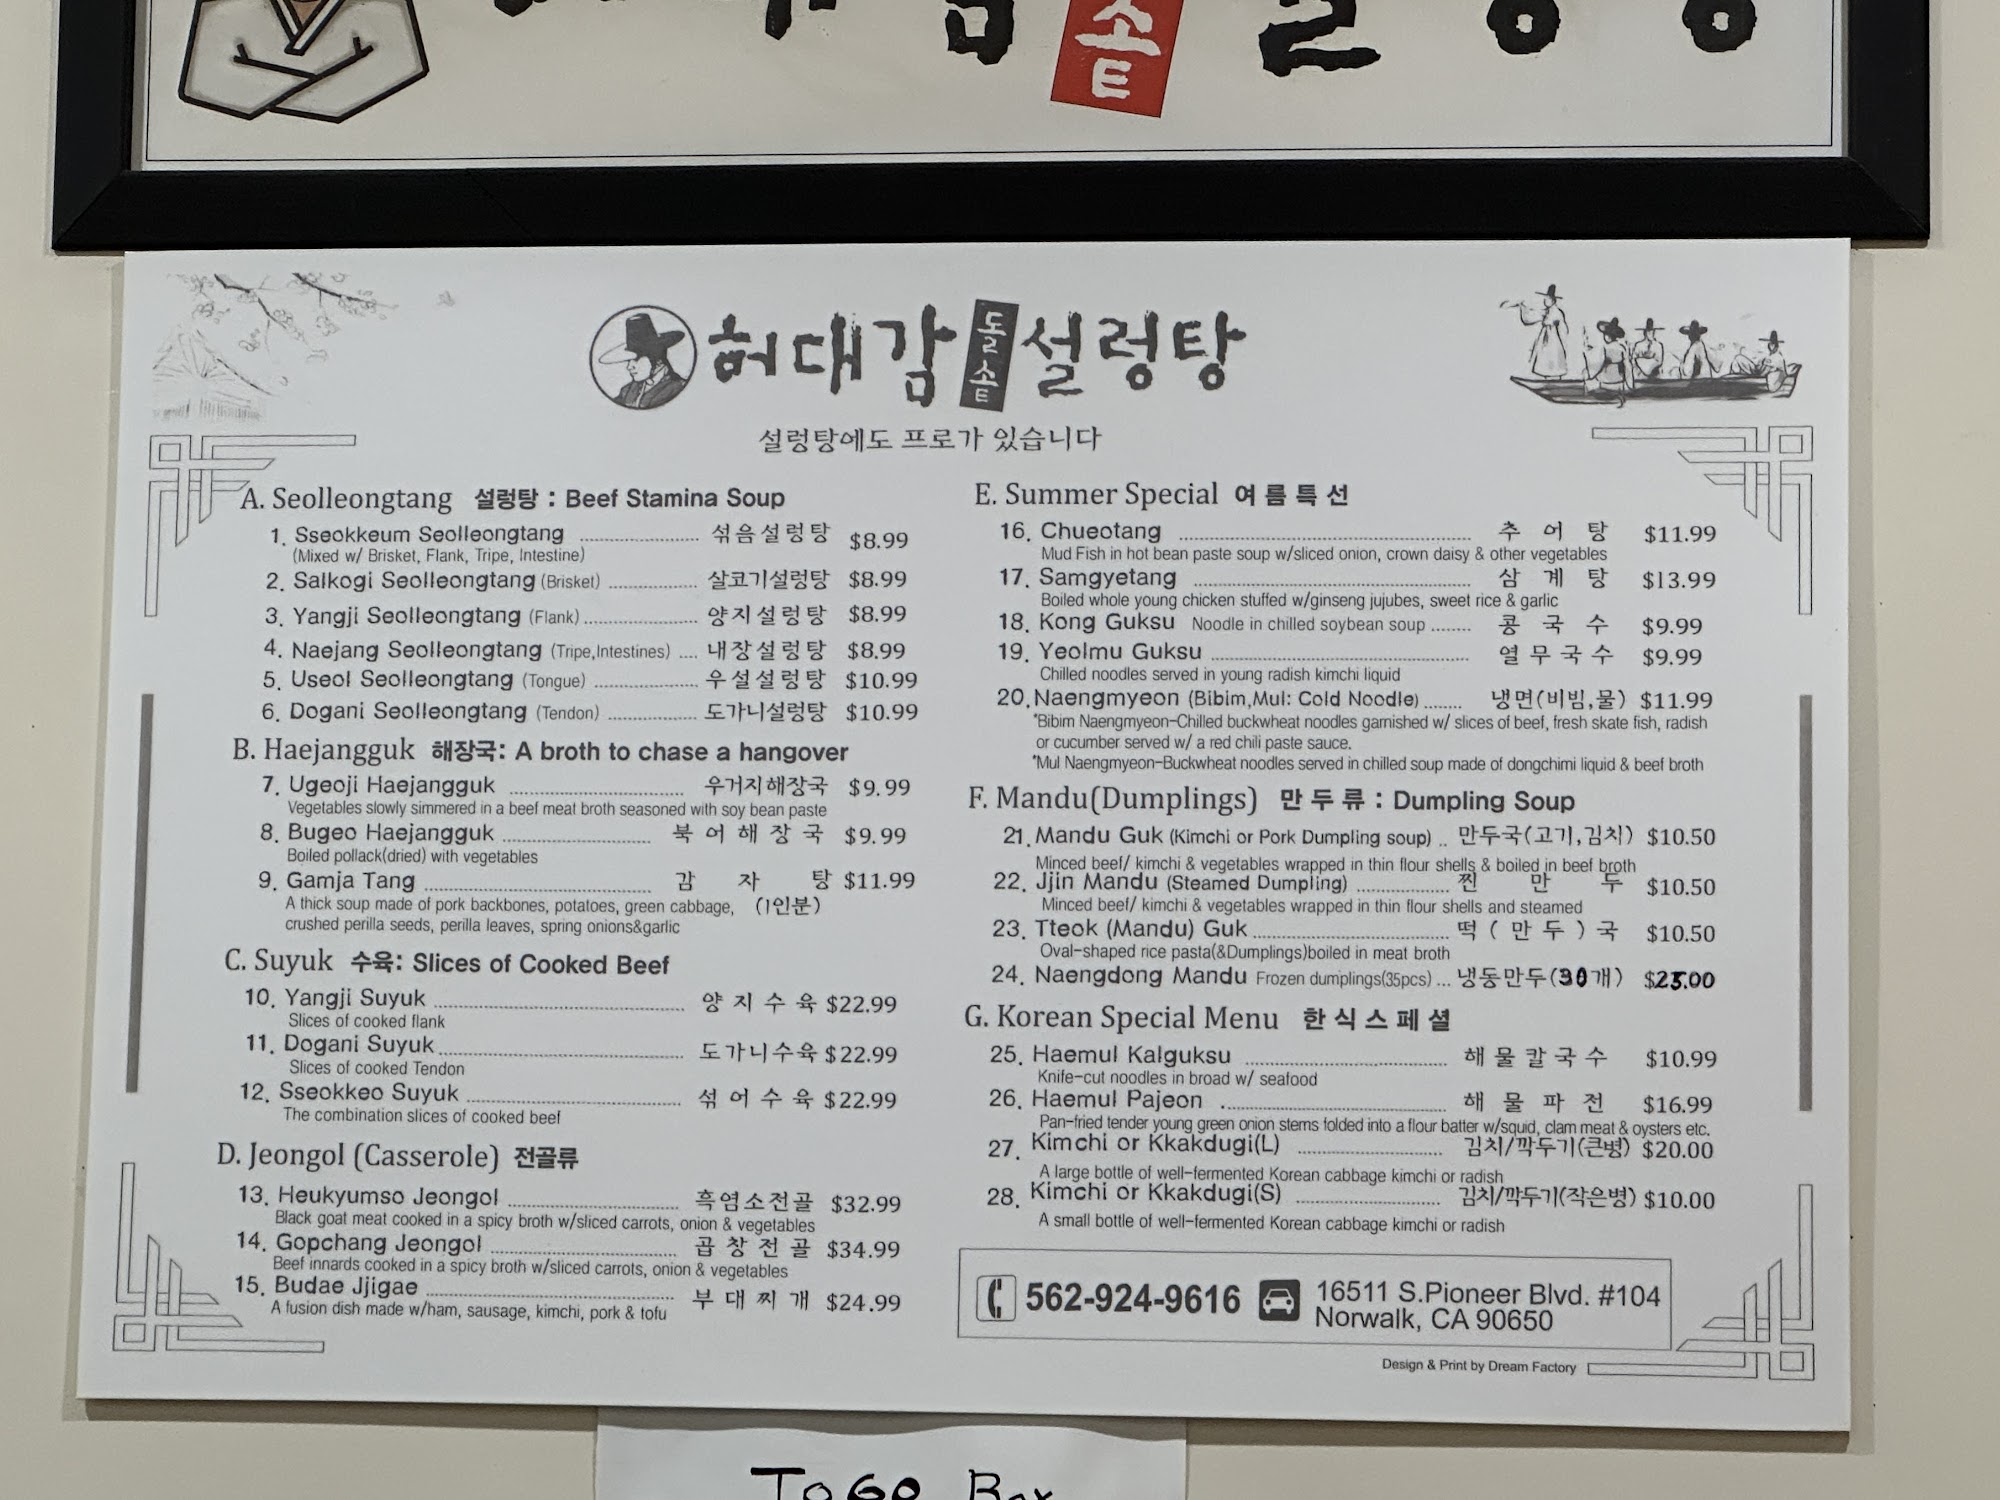 솥
허대감 돌솥 설렁탕
설렁탕에도 프로가 있습니다
A. Seolleongtang 설렁탕 : Beef Stamina Soup
1. Sseokkeum Seolleongtang 섞음설렁탕 $8.99
(Mixed w/ Brisket, Flank, Tripe, Intestine)
2. Salkogi Seolleongtang (Brisket) 살코기설렁탕 $8.99
3. Yangji Seolleongtang (Flank) 양지설렁탕 $8.99
4. Naejang Seolleongtang (Tripe,Intestines) 내장설렁탕 $8.99
5. Useol Seolleongtang (Tongue) 우설설렁탕 $10.99
6. Dogani Seolleongtang (Tendon) 도가니설렁탕 $10.99
B. Haejangguk 해장국: A broth to chase a hangover
7. Ugeoji Haejangguk 우거지해장국 $9.99
Vegetables slowly simmered in a beef meat broth seasoned with soy bean paste
8. Bugeo Haejangguk 북어해장국 $9.99
Boiled pollack(dried) with vegetables
9. Gamja Tang 감자탕 $11.99
A thick soup made of pork backbones, potatoes, green cabbage, (1인분)
crushed perilla seeds, perilla leaves, spring onions&garlic
C. Suyuk 수육: Slices of Cooked Beef
10. Yangji Suyuk 양지수육 $22.99
Slices of cooked flank
11. Dogani Suyuk 도가니수육 $22.99
Slices of cooked Tendon
12. Sseokkeo Suyuk 섞어수육 $22.99
The combination slices of cooked beef
D. Jeongol (Casserole) 전골류
13. Heukyumso Jeongol 흑염소전골 $32.99
Black goat meat cooked in a spicy broth w/sliced carrots, onion & vegetables
14. Gopchang Jeongol 곱창전골 $34.99
Beef innards cooked in a spicy broth w/sliced carrots, onion & vegetables
15. Budae Jjigae 부대찌개 $24.99
A fusion dish made w/ham, sausage, kimchi, pork & tofu
E. Summer Special 여름특선
16. Chueotang 추어탕 $11.99
Mud Fish in hot bean paste soup w/sliced onion, crown daisy & other vegetables
17. Samgyetang 삼계탕 $13.99
Boiled whole young chicken stuffed w/ginseng jujubes, sweet rice & garlic
18. Kong Guksu Noodle in chilled soybean soup 콩국수 $9.99
19. Yeolmu Guksu 열무국수 $9.99
Chilled noodles served in young radish kimchi liquid
20. Naengmyeon (Bibim,Mul: Cold Noodle) 냉면(비빔,물) $11.99
*Bibim Naengmyeon-Chilled buckwheat noodles garnished w/ slices of beef, fresh skate fish, radish
or cucumber served w/ a red chili paste sauce.
*Mul Naengmyeon-Buckwheat noodles served in chilled soup made of dongchimi liquid & beef broth
F. Mandu(Dumplings) 만두류 : Dumpling Soup
21. Mandu Guk (Kimchi or Pork Dumpling soup) 만두국(고기,김치) $10.50
Minced beef/ kimchi & vegetables wrapped in thin flour shells & boiled in beef broth
22. Jjin Mandu (Steamed Dumpling) 찐만두 $10.50
Minced beef/ kimchi & vegetables wrapped in thin flour shells and steamed
23. Tteok (Mandu) Guk 떡(만두)국 $10.50
Oval-shaped rice pasta(&Dumplings)boiled in meat broth
24. Naengdong Mandu Frozen dumplings(35pcs) 냉동만두(30개) $25.00
G. Korean Special Menu 한식스페셜
25. Haemul Kalguksu 해물칼국수 $10.99
Knife-cut noodles in broad w/ seafood
26. Haemul Pajeon 해물파전 $16.99
Pan-fried tender young green onion stems folded into a flour batter w/squid, clam meat & oysters etc.
27. Kimchi or Kkakdugi(L) 김치/깍두기(큰병) $20.00
A large bottle of well-fermented Korean cabbage kimchi or radish
28. Kimchi or Kkakdugi(S) 김치/깍두기(작은병) $10.00
A small bottle of well-fermented Korean cabbage kimchi or radish
562-924-9616 16511 S.Pioneer Blvd. #104
Norwalk, CA 90650
Design & Print by Dream Factory
ToGo Box